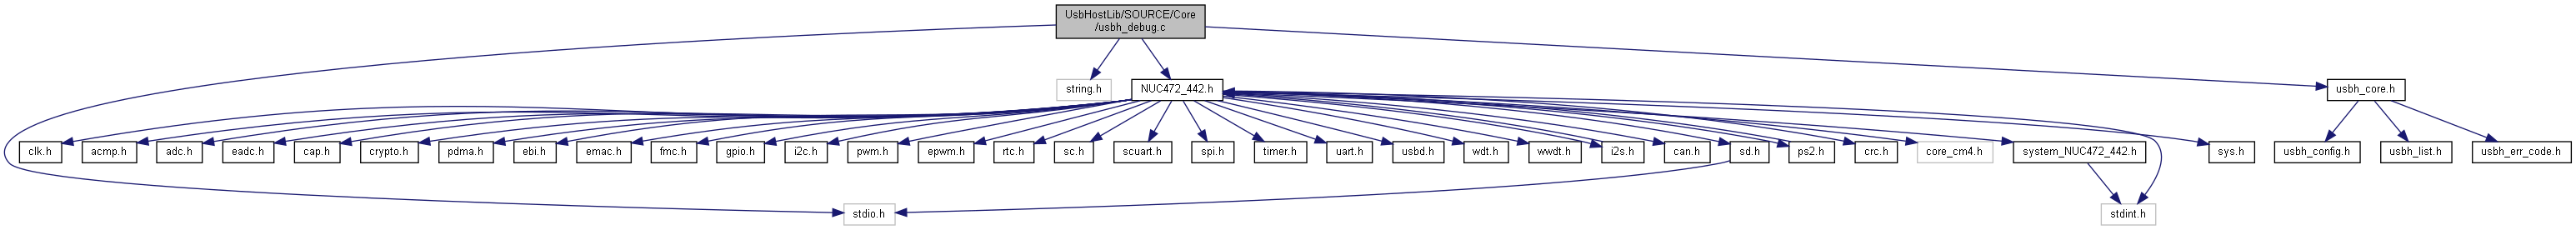 UsbHostLib/SOURCE/Core
/usbh_debug.c
string.h
NUC472_442.h
usbh_core.h
clk.h
acmp.h
adc.h
eadc.h
cap.h
crypto.h
pdma.h
ebi.h
emac.h
fmc.h
gpio.h
i2c.h
pwm.h
epwm.h
rtc.h
sc.h
scuart.h
spi.h
timer.h
uart.h
usbd.h
wdt.h
wwdt.h
i2s.h
can.h
sd.h
ps2.h
crc.h
core_cm4.h
system_NUC472_442.h
sys.h
usbh_config.h
usbh_list.h
usbh_err_code.h
stdio.h
stdint.h